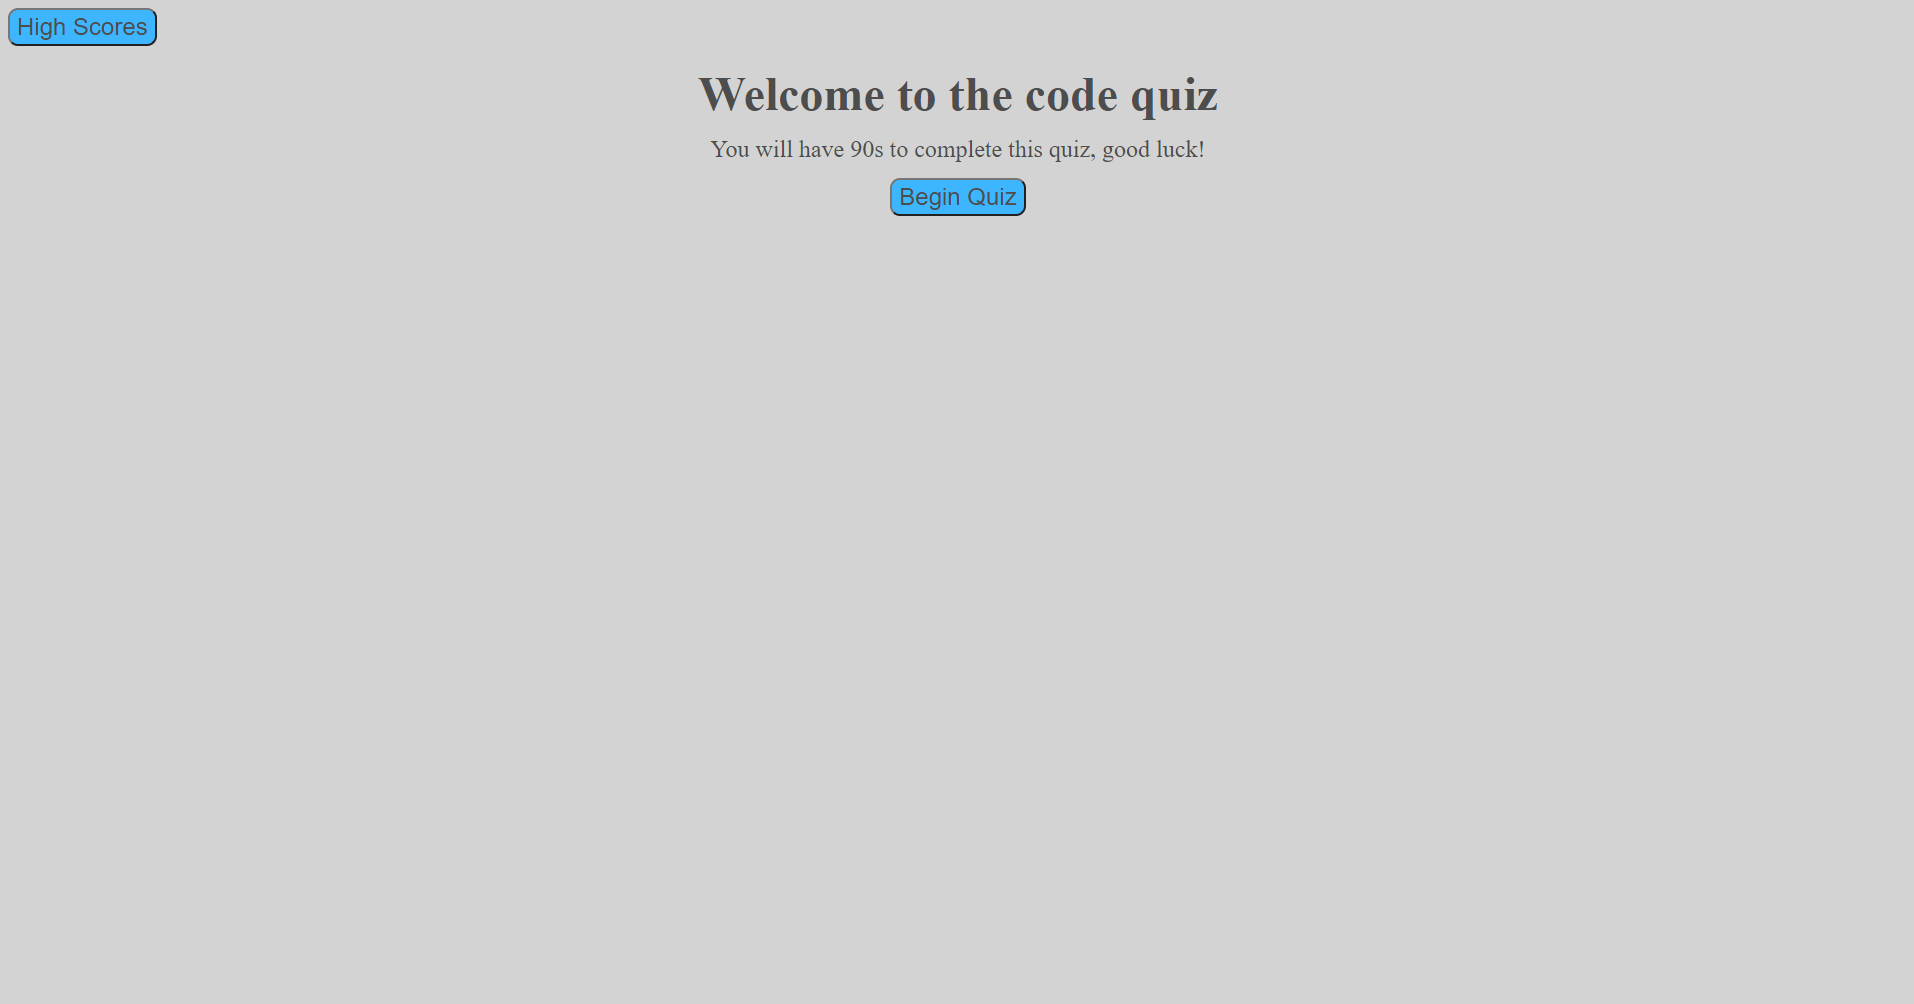 High Scores
Welcome to the code quiz
You will have 90s to complete this quiz, good luck!
Begin Quiz